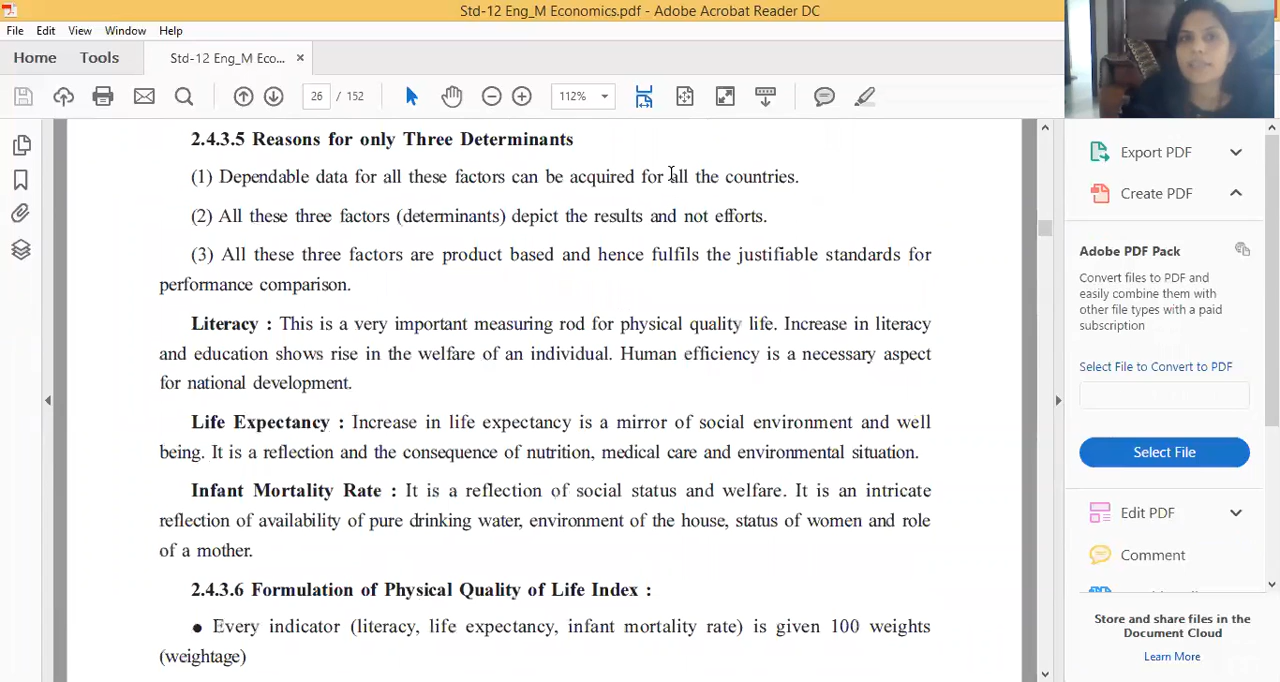 Std-12 Eng_M Economics.pdf - Adobe Acrobat Reader DC
File Edit View Window Help
Home Tools Std-12 Eng_M Eco... ×
26 / 152 112%
2.4.3.5 Reasons for only Three Determinants
(1) Dependable data for all these factors can be acquired for all the countries.
(2) All these three factors (determinants) depict the results and not efforts.
(3) All these three factors are product based and hence fulfils the justifiable standards for
performance comparison.
Literacy : This is a very important measuring rod for physical quality life. Increase in literacy
and education shows rise in the welfare of an individual. Human efficiency is a necessary aspect
for national development.
Life Expectancy : Increase in life expectancy is a mirror of social environment and well
being. It is a reflection and the consequence of nutrition, medical care and environmental situation.
Infant Mortality Rate : It is a reflection of social status and welfare. It is an intricate
reflection of availability of pure drinking water, environment of the house, status of women and role
of a mother.
2.4.3.6 Formulation of Physical Quality of Life Index :
● Every indicator (literacy, life expectancy, infant mortality rate) is given 100 weights
(weightage)
Export PDF
Create PDF
Adobe PDF Pack
Convert files to PDF and
easily combine them with
other file types with a paid
subscription
Select File to Convert to PDF
Select File
Edit PDF
Comment
Store and share files in the
Document Cloud
Learn More